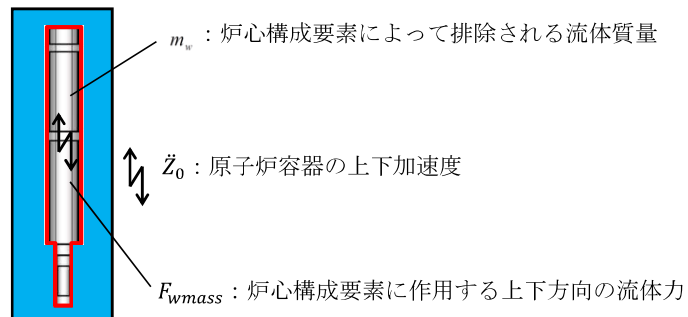 m_w：炉心構成要素によって排除される流体質量
Z̈_0：原子炉容器の上下加速度
F_wmass：炉心構成要素に作用する上下方向の流体力